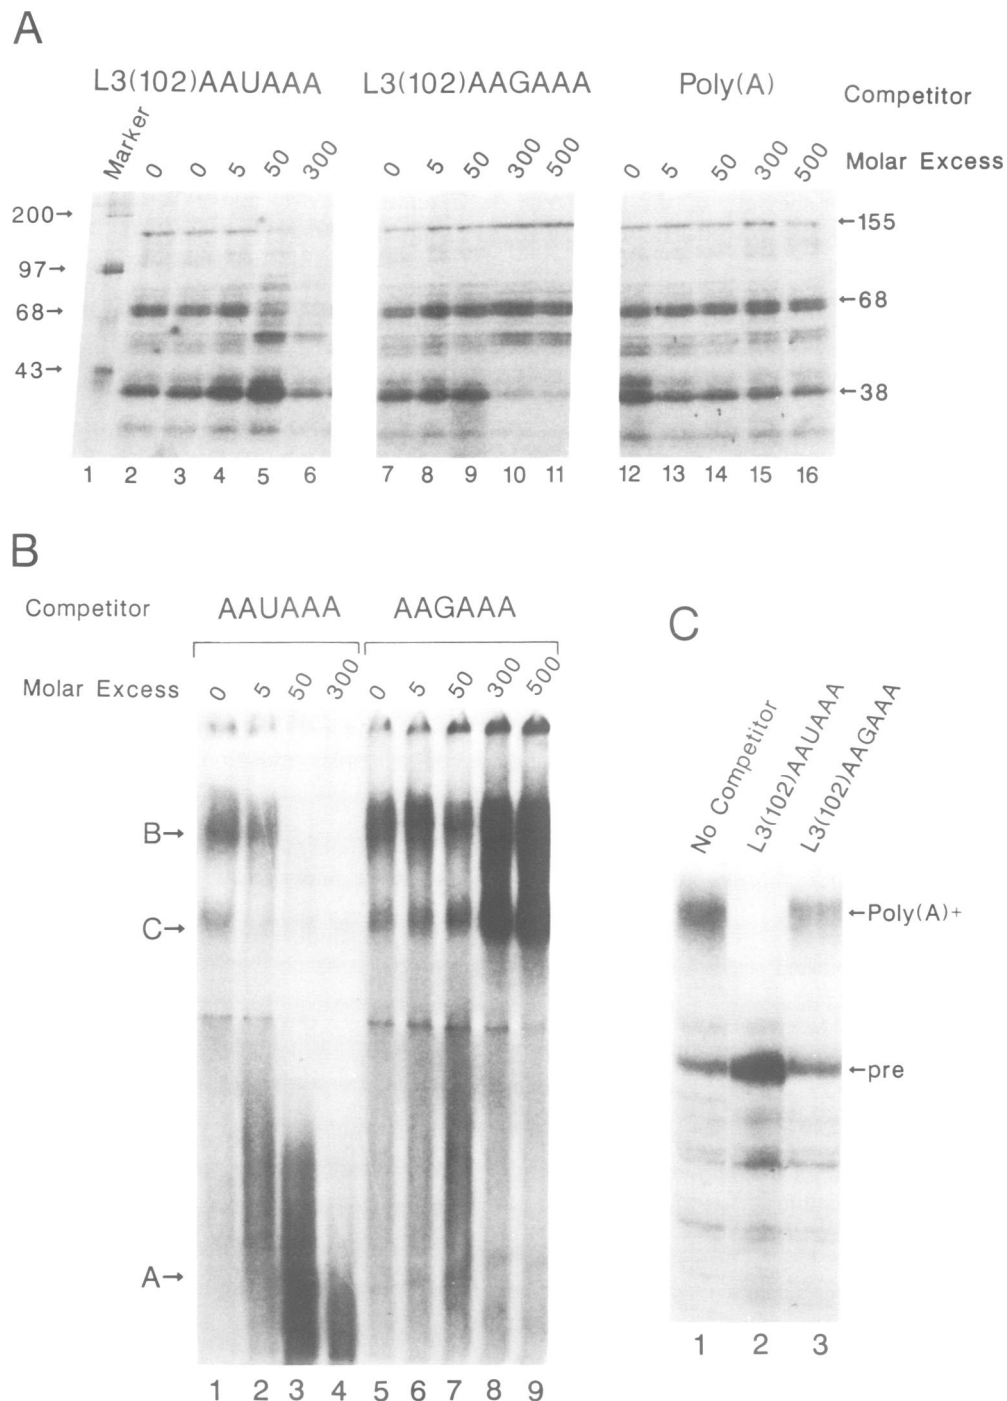 A
L3(102)AAUAAA L3(102)AAGAAA Poly(A) Competitor
Marker 0 0 5 50 300 0 5 50 300 500 0 5 50 300 500 Molar Excess
200→ ←155
97→
68→ ←68
43→ ←38
1 2 3 4 5 6 7 8 9 10 11 12 13 14 15 16
B
Competitor AAUAAA AAGAAA
Molar Excess 0 5 50 300 0 5 50 300 500
B→
C→
A→
1 2 3 4 5 6 7 8 9
C
No Competitor L3(102)AAUAAA L3(102)AAGAAA
←Poly(A)+
←pre
1 2 3